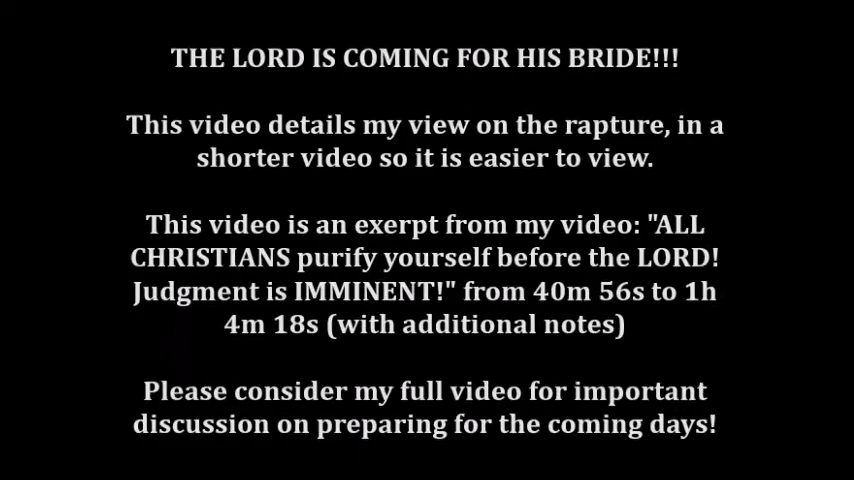 THE LORD IS COMING FOR HIS BRIDE!!!
This video details my view on the rapture, in a
shorter video so it is easier to view.
This video is an exerpt from my video: "ALL
CHRISTIANS purify yourself before the LORD!
Judgment is IMMINENT!" from 40m 56s to 1h
4m 18s (with additional notes)
Please consider my full video for important
discussion on preparing for the coming days!